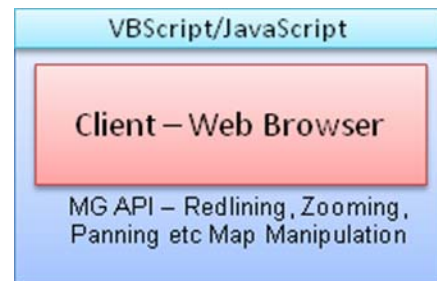 VBScript/JavaScript
Client – Web Browser
MG API – Redlining, Zooming,
Panning etc Map Manipulation